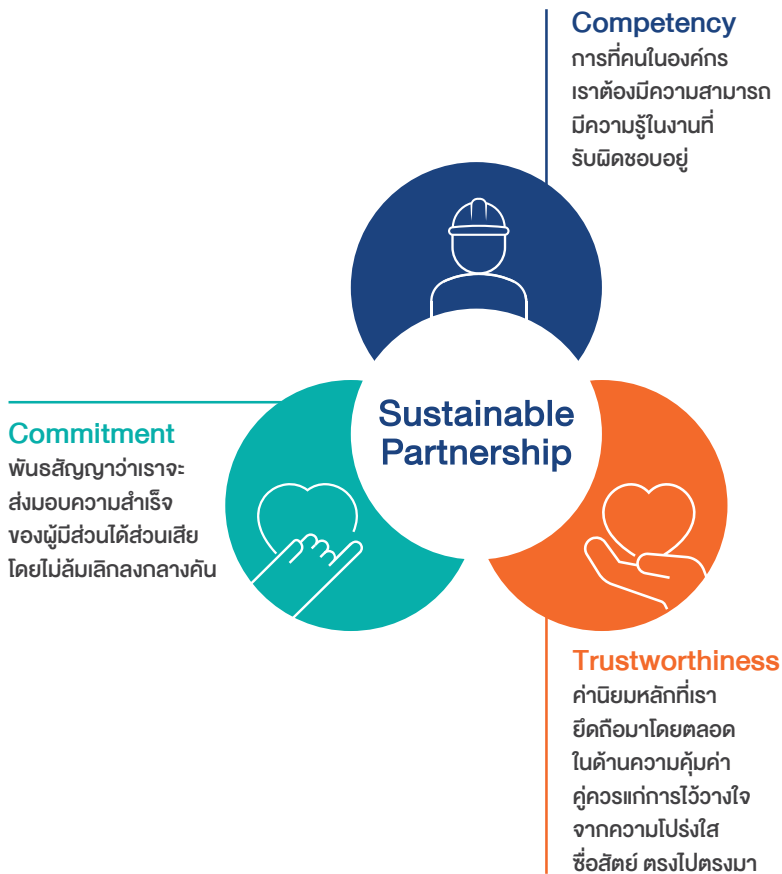 Competency
การที่คนในองค์กร
เราต้องมีความสามารถ
มีความรู้ในงานที่
รับผิดชอบอยู่
Sustainable
Partnership
Commitment
พันธสัญญาว่าเราจะ
ส่งมอบความสำเร็จ
ของผู้มีส่วนได้ส่วนเสีย
โดยไม่ล้มเลิกลงกลางคัน
Trustworthiness
ค่านิยมหลักที่เรา
ยึดถือมาโดยตลอด
ในด้านความคุ้มค่า
คู่ควรแก่การไว้วางใจ
จากความโปร่งใส
ซื่อสัตย์ ตรงไปตรงมา